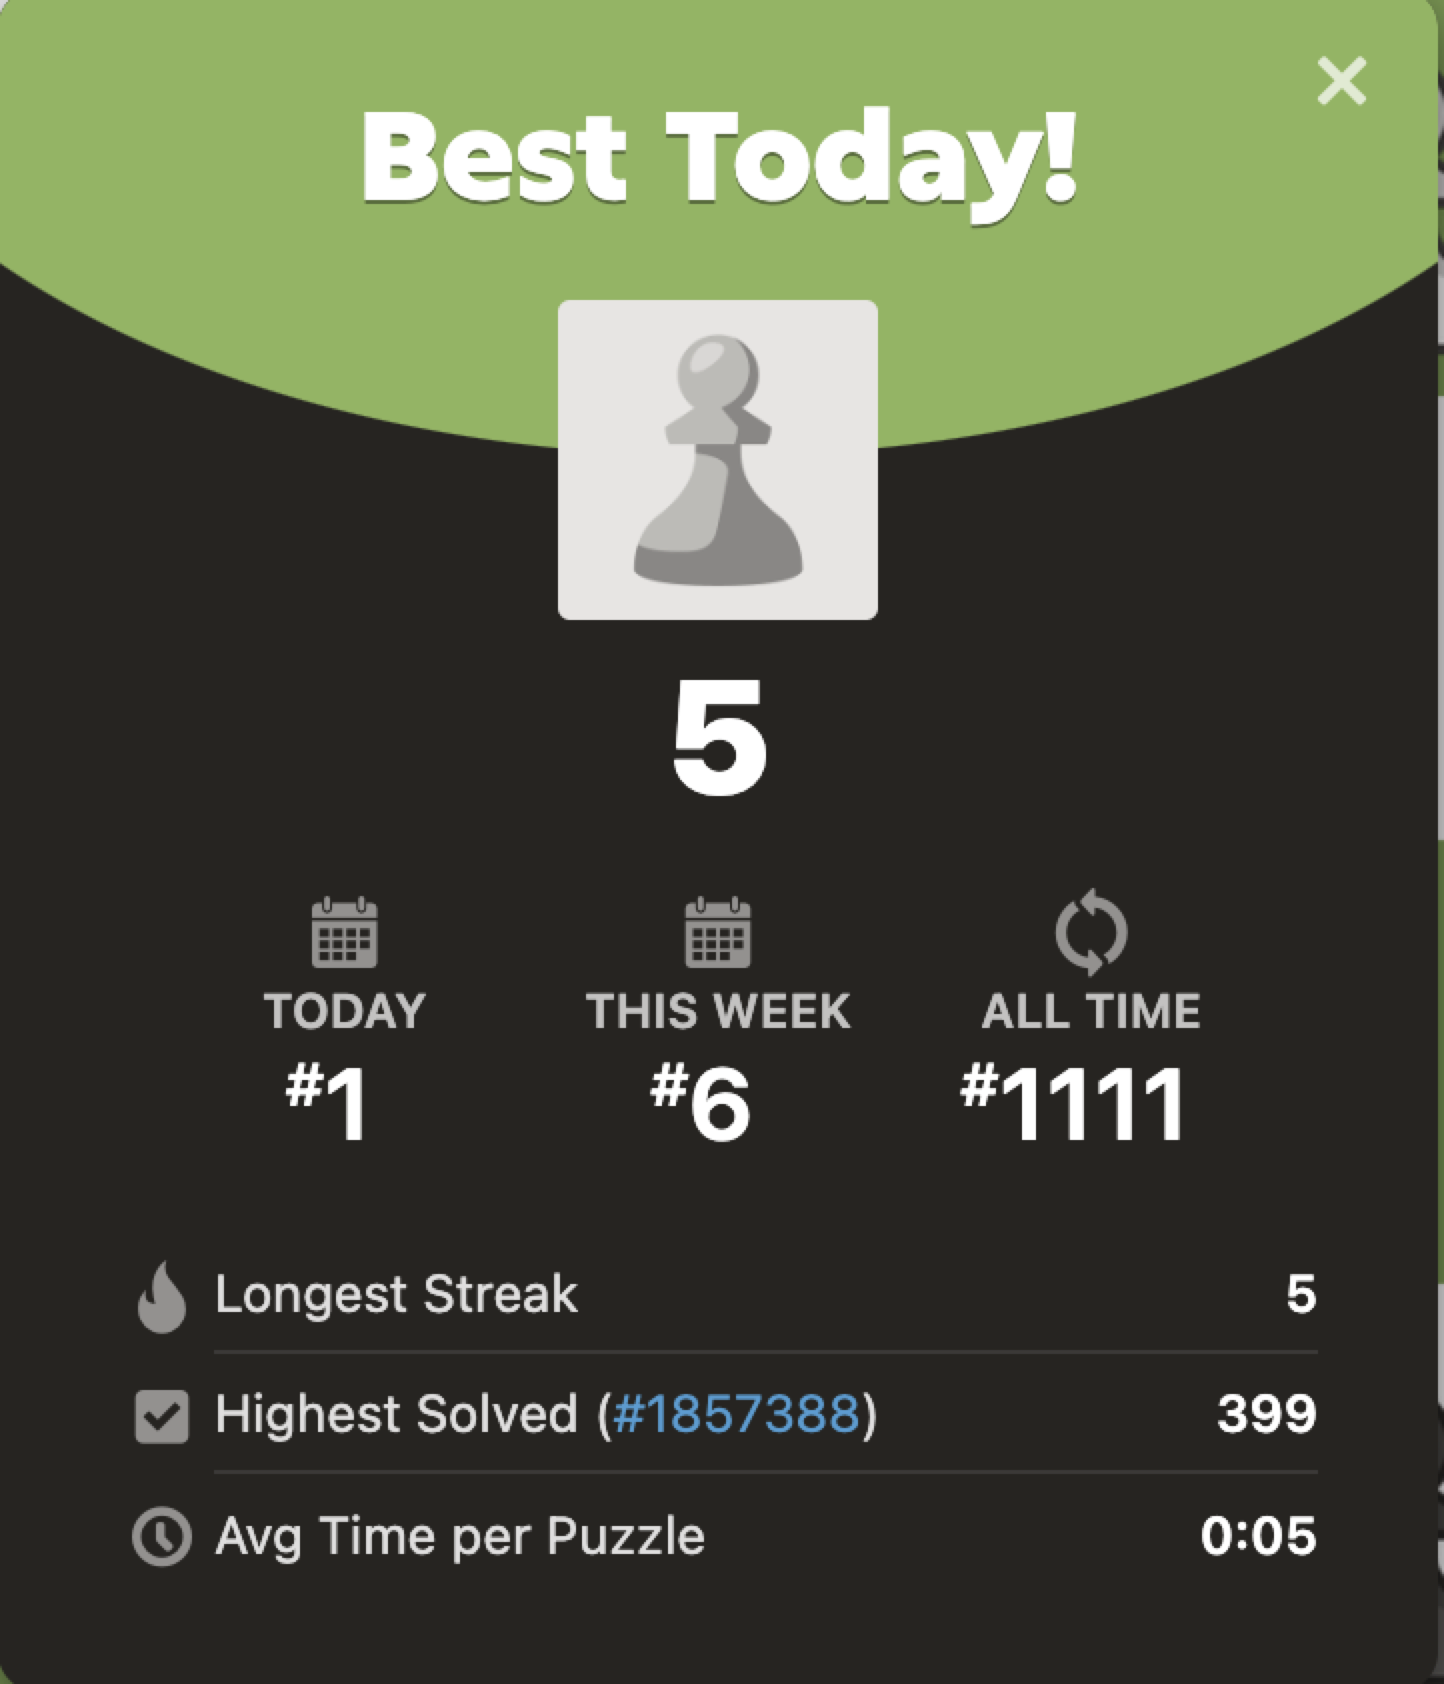 Best Today!
5
TODAY THIS WEEK ALL TIME
#1 #6 #1111
Longest Streak 5
Highest Solved (#1857388) 399
Avg Time per Puzzle 0:05